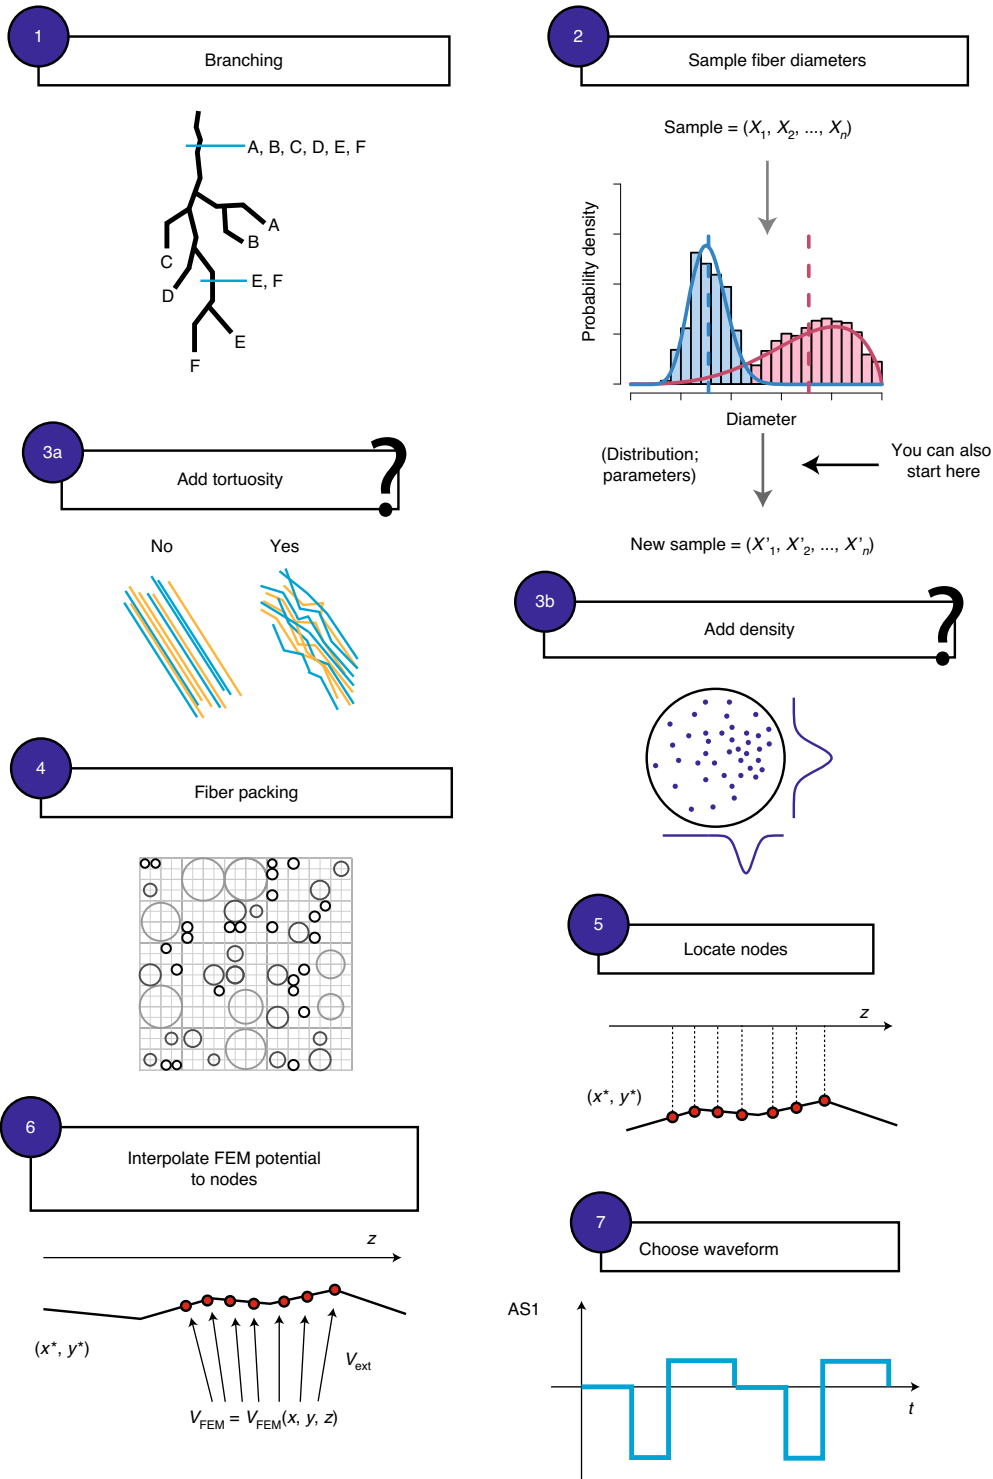 1
Branching
A, B, C, D, E, F
A
B
C
D
E, F
E
F
2
Sample fiber diameters
Sample = (X1, X2, ..., Xn)
Probability density
Diameter
(Distribution;
parameters)
You can also
start here
New sample = (X'1, X'2, ..., X'n)
3a
Add tortuosity
?
No
Yes
3b
Add density
?
4
Fiber packing
5
Locate nodes
z
(x*, y*)
6
Interpolate FEM potential
to nodes
z
(x*, y*)
Vext
VFEM = VFEM(x, y, z)
7
Choose waveform
AS1
t